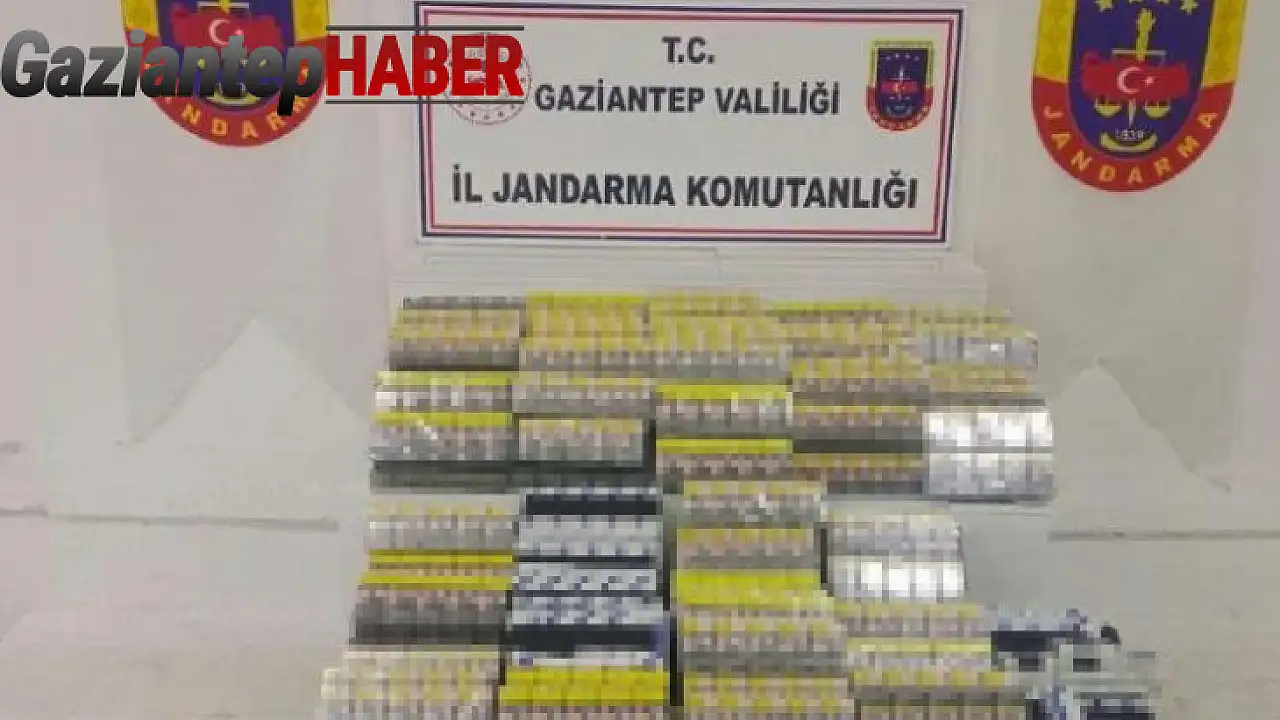 GaziantepHABER
T.C.
GAZİANTEP VALİLİĞİ
İL JANDARMA KOMUTANLIĞI
JANDARMA
JANDARMA